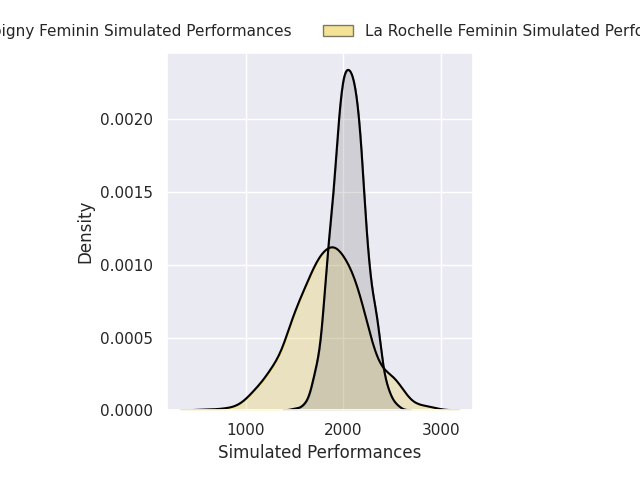 igny Feminin Simulated Performances La Rochelle Feminin Simulated Perfo
0.0020
0.0015
0.0010
0.0005
0.0000
Density
1000 2000 3000
Simulated Performances